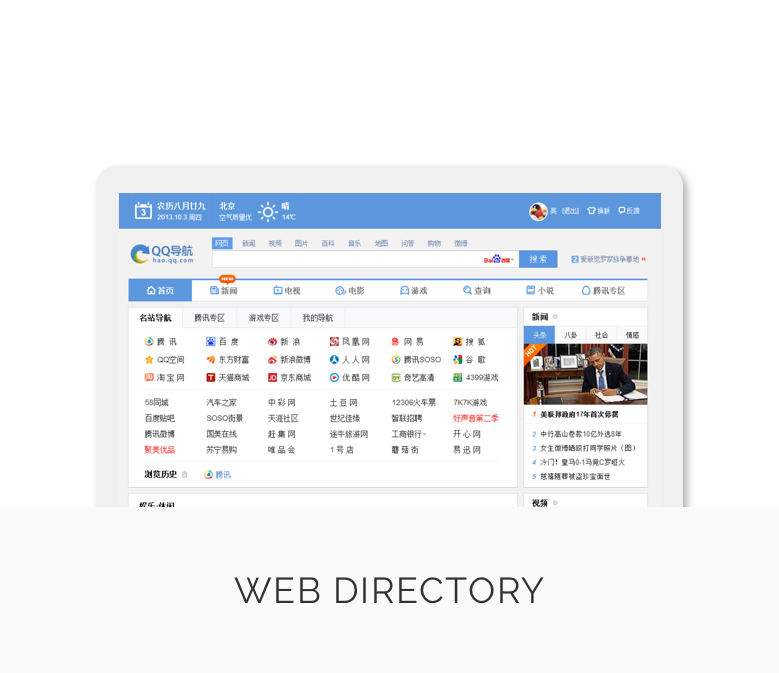 3
农历八月廿九
2013.10.3 周四
北京
空气质量优
晴
14℃
[退出]
换肤
反馈
QQ导航
hao.qq.com
网页 新闻 视频 图片 百科 音乐 地图 问答 购物 微博
Bai百度
搜 索
爱新觉罗家族争墓地
首页 新闻 电视 电影 游戏 查询 小说 腾讯专区
NEW
名站导航 腾讯专区 游戏专区 我的导航
腾 讯 百 度 新 浪 凤凰网 网 易 搜 狐
QQ空间 东方财富 新浪微博 人人网 腾讯SOSO 谷 歌
淘宝网 天猫商城 京东商城 优酷网 奇艺高清 4399游戏
58同城 汽车之家 中彩网 土豆网 12306火车票 7K7K游戏
百度贴吧 SOSO街景 天涯社区 世纪佳缘 智联招聘 好声音第二季
腾讯微博 国美在线 赶集网 途牛旅游网 工商银行 开心网
聚美优品 苏宁易购 唯品会 1号店 蘑菇街 易迅网
浏览历史 腾讯
娱乐·休闲
新闻
头条 八卦 社会 情感
HOT
1 美联邦政府17年首次停摆
2 中行高山卷款10亿外逃8年
3 女生微博晒殴打同学照片（图）
4 冷门！皇马0-1马竞C罗哑火
5 慈禧随葬被盗珍宝面世
视频
WEB DIRECTORY